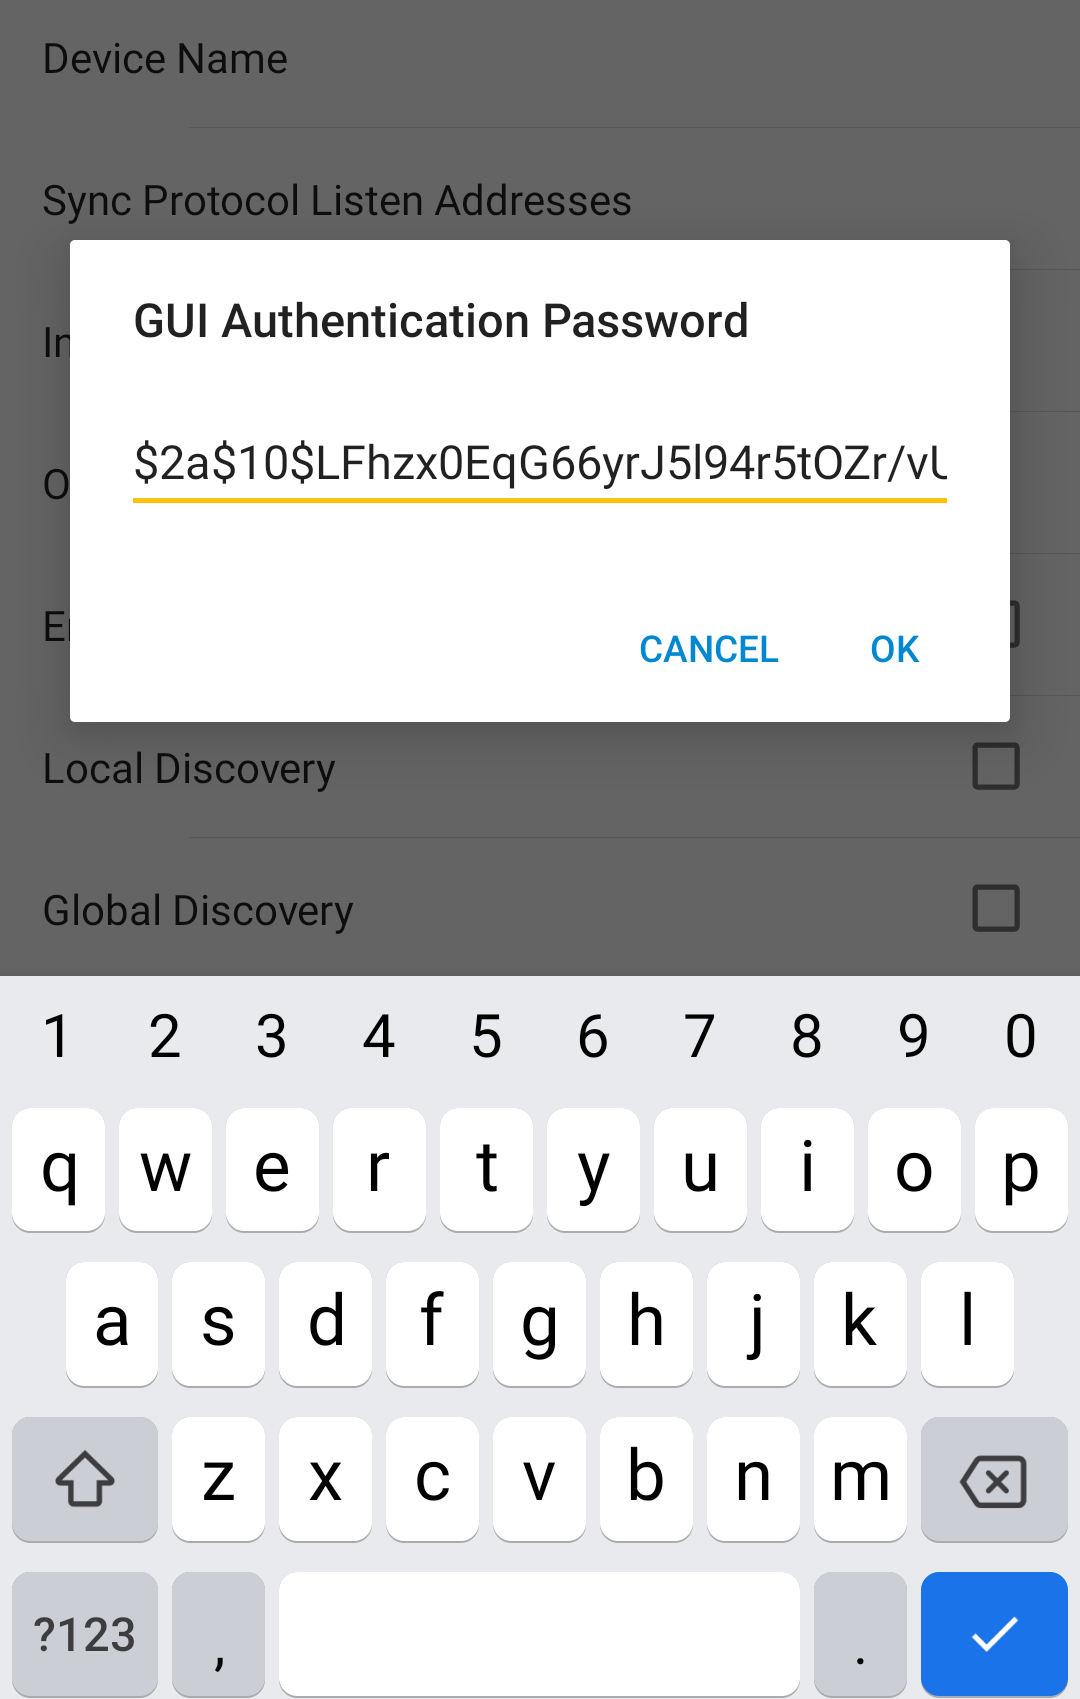 Device Name
Sync Protocol Listen Addresses
GUI Authentication Password
In
$2a$10$LFhzx0EqG66yrJ5l94r5tOZr/vU
O
CANCEL
OK
Local Discovery
Global Discovery
1 2 3 4 5 6 7 8 9 0
q w e r t y u i o p
a s d f g h j k l
z x c v b n m
?123 , .